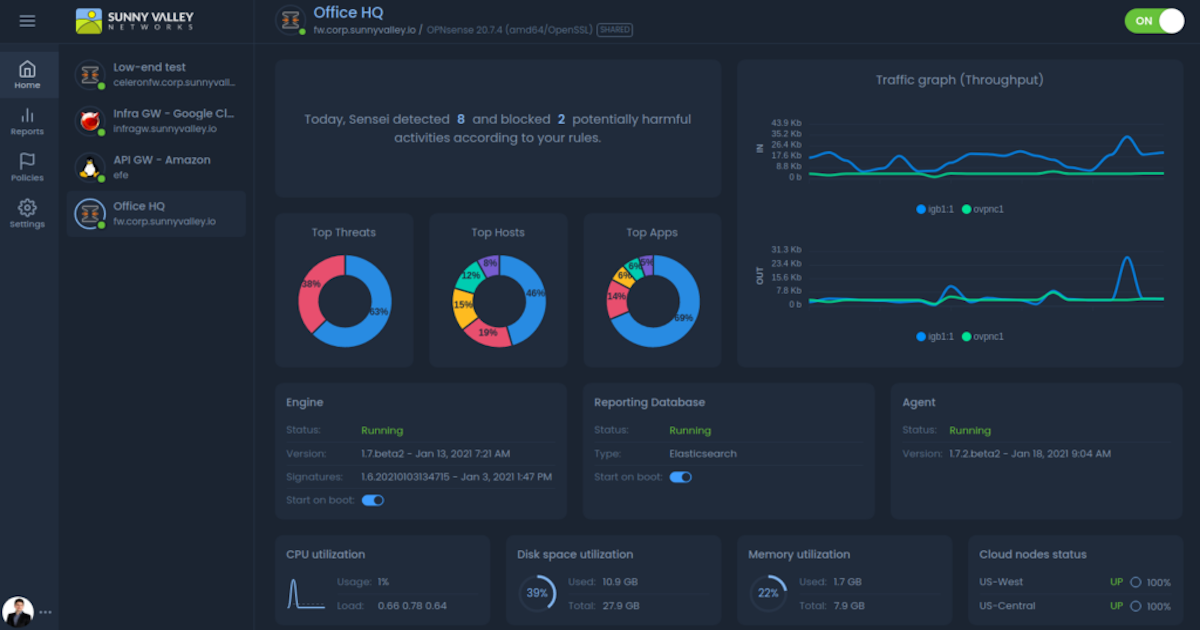 SUNNY VALLEY
NETWORKS
Office HQ
fw.corp.sunnyvalley.io / OPNsense 20.7.4 (amd64/OpenSSL) SHARED
ON
Home
Reports
Policies
Settings
Low-end test
celeronfw.corp.sunnyvall...
Infra GW - Google Cl...
infragw.sunnyvalley.io
API GW - Amazon
efe
Office HQ
fw.corp.sunnyvalley.io
Today, Sensei detected 8 and blocked 2 potentially harmful
activities according to your rules.
Traffic graph (Throughput)
IN
43.9 Kb
35.2 Kb
26.4 Kb
17.6 Kb
8.8 Kb
0 b
igb1:1 ovpnc1
OUT
31.3 Kb
23.4 Kb
15.6 Kb
7.8 Kb
0 b
igb1:1 ovpnc1
Top Threats
38%
63%
Top Hosts
8%
12%
46%
15%
19%
Top Apps
6%
6%
14%
69%
Engine
Status: Running
Version: 1.7.beta2 - Jan 13, 2021 7:21 AM
Signatures: 1.6.20210103134715 - Jan 3, 2021 1:47 PM
Start on boot:
Reporting Database
Status: Running
Type: Elasticsearch
Start on boot:
Agent
Status: Running
Version: 1.7.2.beta2 - Jan 18, 2021 9:04 AM
CPU utilization
Usage: 1%
Load: 0.66 0.78 0.64
Disk space utilization
39%
Used: 10.9 GB
Total: 27.9 GB
Memory utilization
22%
Used: 1.7 GB
Total: 7.9 GB
Cloud nodes status
US-West UP 100%
US-Central UP 100%